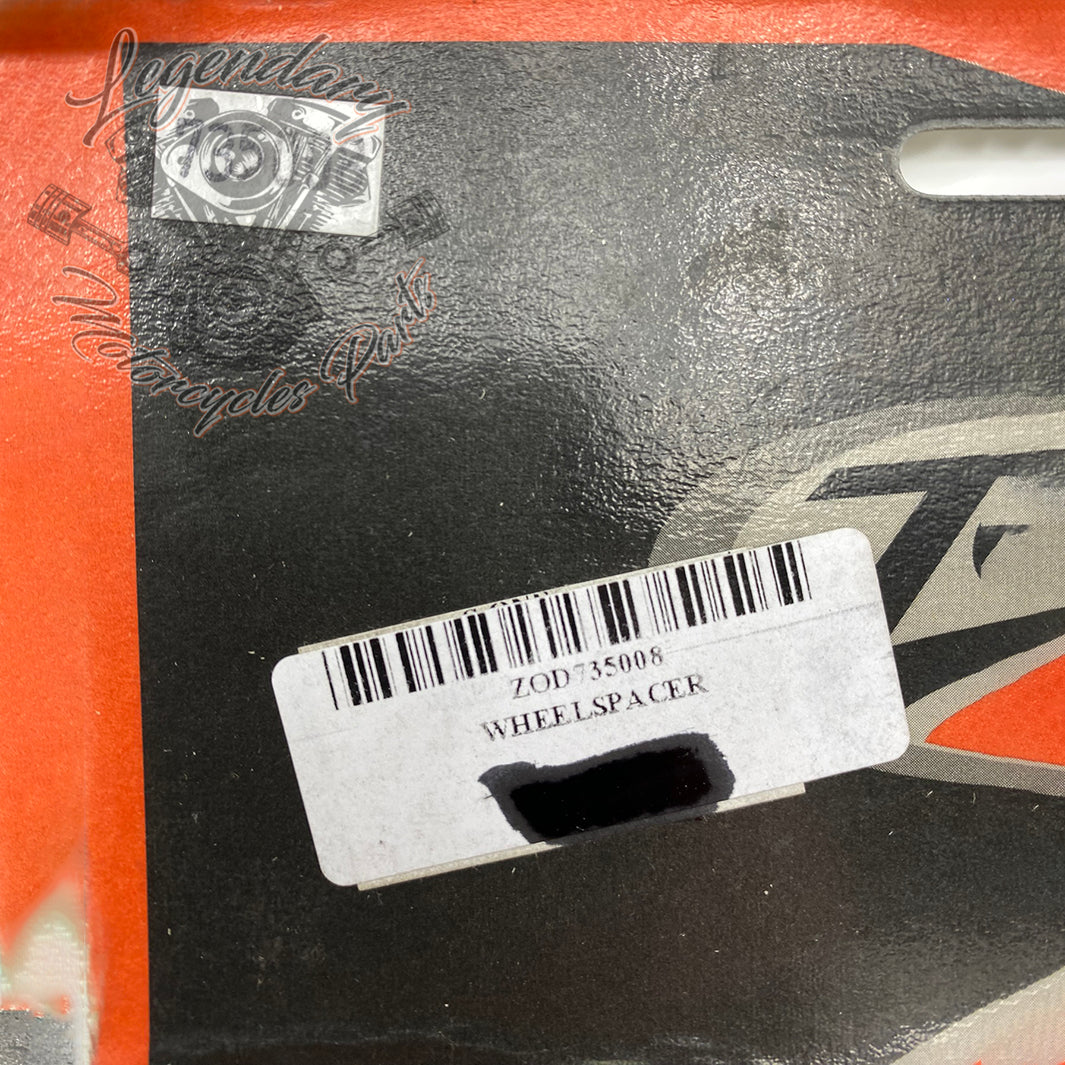 Legendary
Motorcycles Parts
ZOD735008
WHEELSPACER